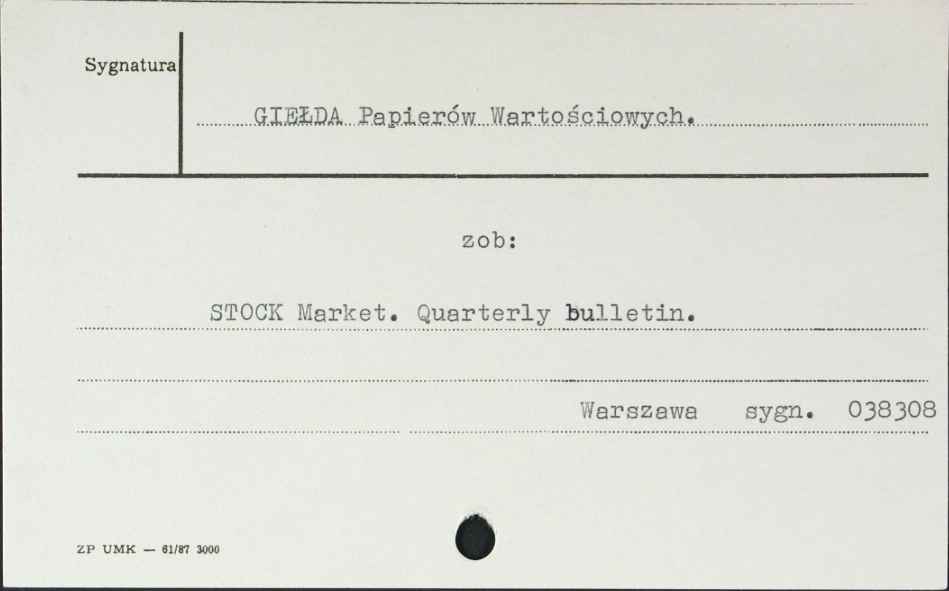 Sygnatura
GIEŁDA Papierów Wartościowych.
zob:
STOCK Market. Quarterly bulletin.
Warszawa sygn. 038308
ZP UMK — 61/87 3000